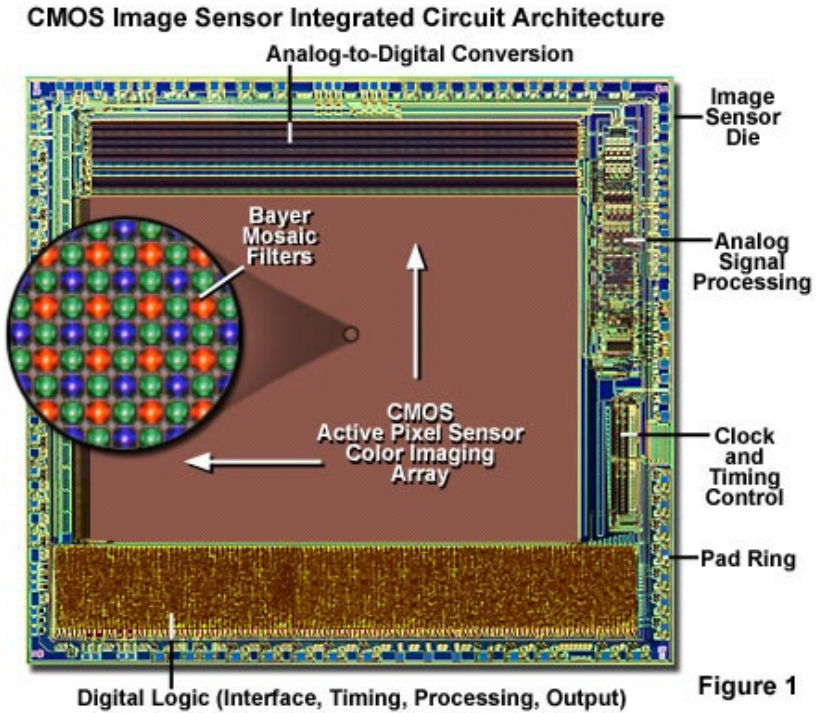 CMOS Image Sensor Integrated Circuit Architecture
Analog-to-Digital Conversion
Image
Sensor
Die
Bayer
Mosaic
Filters
Analog
Signal
Processing
CMOS
Active Pixel Sensor
Color Imaging
Array
Clock
and
Timing
Control
Pad Ring
Digital Logic (Interface, Timing, Processing, Output)
Figure 1